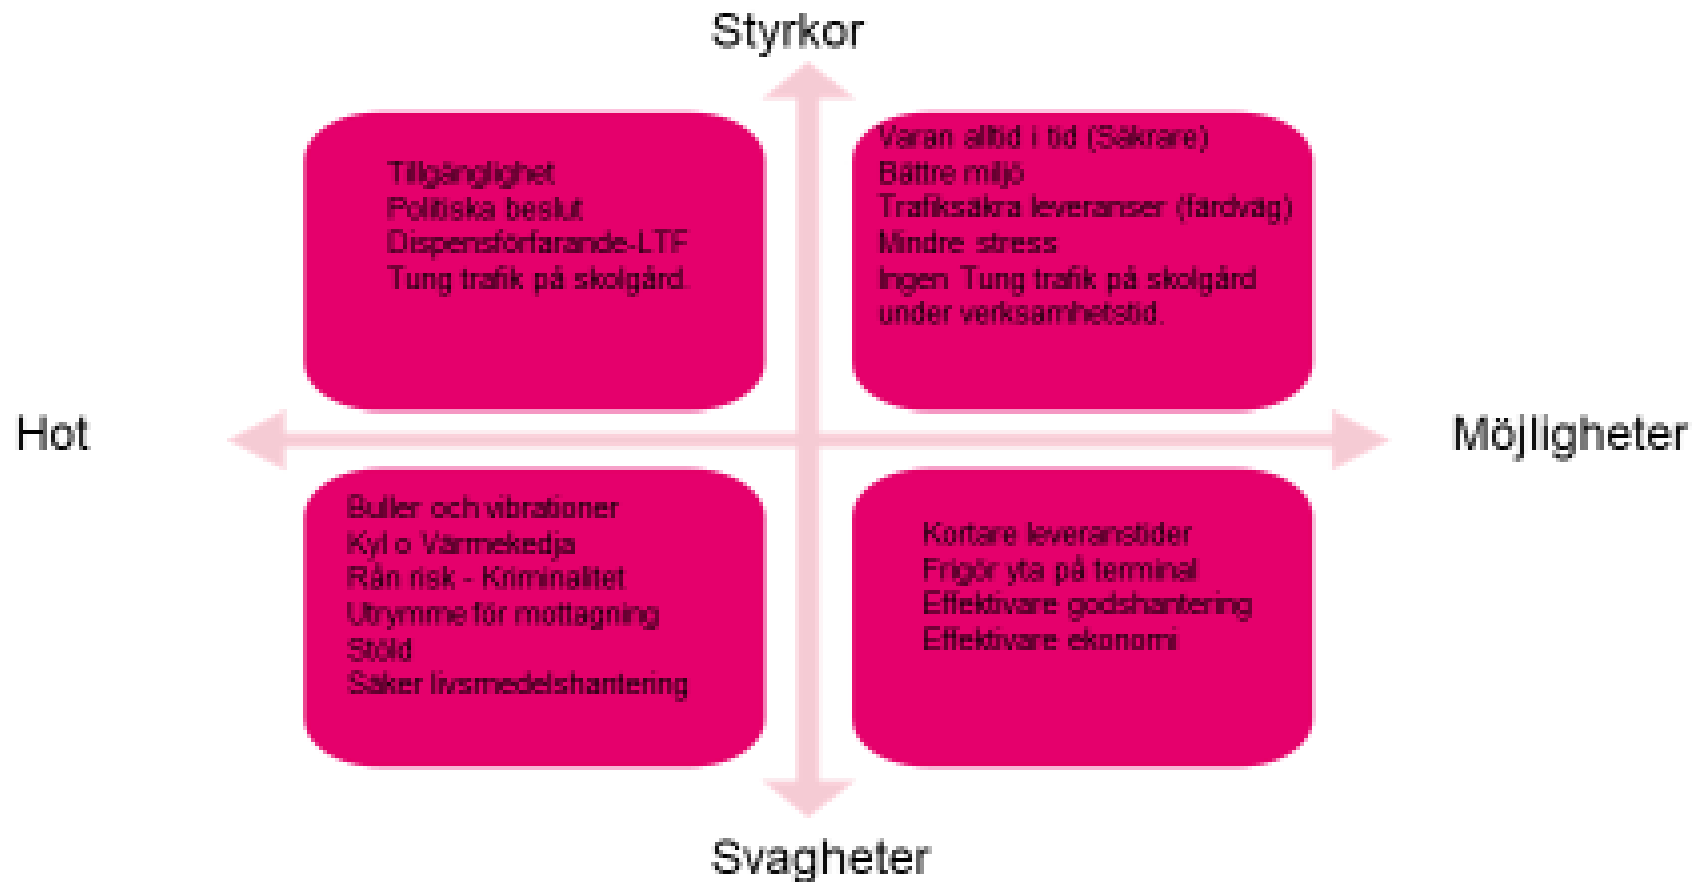 Styrkor
Tillgänglighet
Politiska beslut
Dispensförfarande-LTF
Tung trafik på skolgård.
Varan alltid i tid (Säkrare)
Bättre miljö
Trafiksäkra leveranser (färdväg)
Mindre stress
Ingen Tung trafik på skolgård
under verksamhetstid.
Hot
Möjligheter
Buller och vibrationer
Kyl o Värmekedja
Rån risk - Kriminalitet
Utrymme för mottagning
Stöld
Säker livsmedelshantering
Kortare leveranstider
Frigör yta på terminal
Effektivare godshantering
Effektivare ekonomi
Svagheter